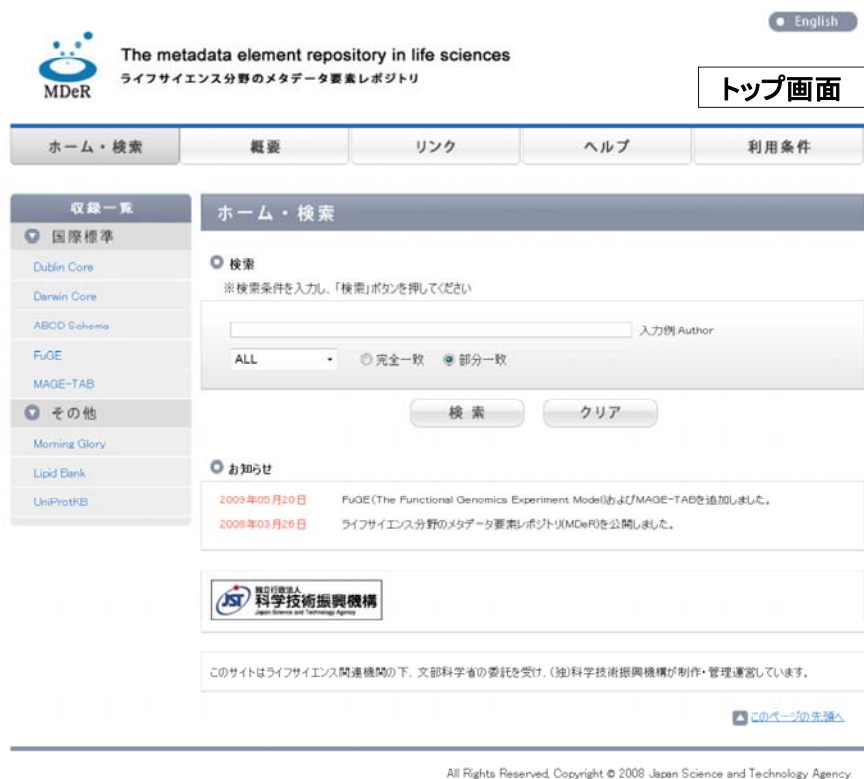 English
MDeR
The metadata element repository in life sciences
ライフサイエンス分野のメタデータ要素レポジトリ
トップ画面
ホーム・検索 概要 リンク ヘルプ 利用条件
収録一覧
国際標準
Dublin Core
Darwin Core
ABCD Schema
FuGE
MAGE-TAB
その他
Morning Glory
Lipid Bank
UniProtKB
ホーム・検索
検索
※検索条件を入力し、「検索」ボタンを押してください
入力例:Author
ALL 完全一致 部分一致
検索 クリア
お知らせ
2009年05月20日 FuGE(The Functional Genomics Experiment Model)およびMAGE-TABを追加しました。
2008年03月26日 ライフサイエンス分野のメタデータ要素レポジトリ(MDeR)を公開しました。
JST 独立行政法人
科学技術振興機構
Japan Science and Technology Agency
このサイトはライフサイエンス関連機関の下、文部科学省の委託を受け、(独)科学技術振興機構が制作・管理運営しています。
このページの先頭へ
All Rights Reserved, Copyright © 2008 Japan Science and Technology Agency.